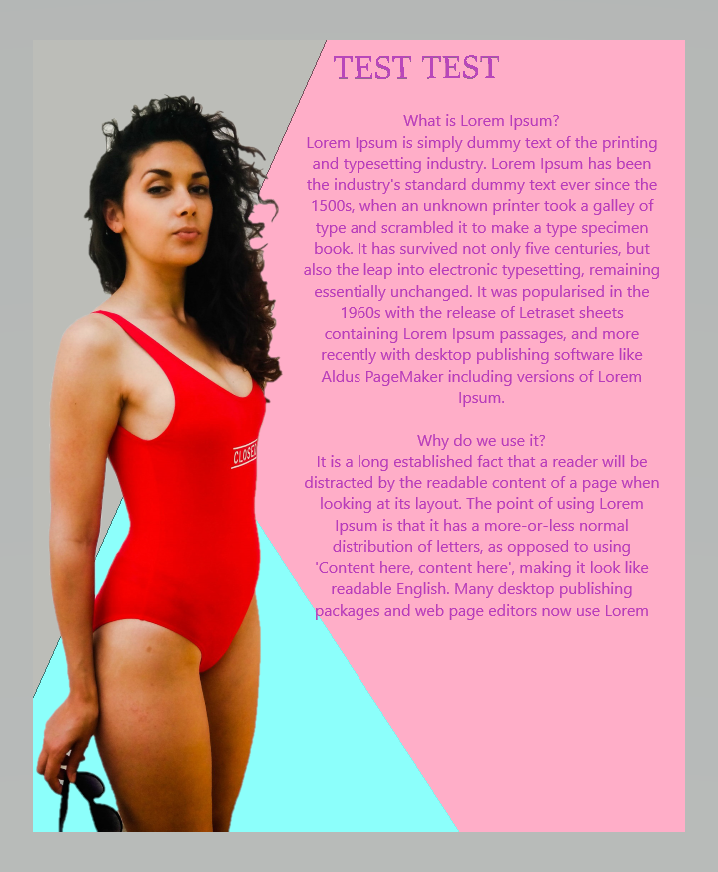 TEST TEST
What is Lorem Ipsum?
Lorem Ipsum is simply dummy text of the printing
and typesetting industry. Lorem Ipsum has been
the industry's standard dummy text ever since the
1500s, when an unknown printer took a galley of
type and scrambled it to make a type specimen
book. It has survived not only five centuries, but
also the leap into electronic typesetting, remaining
essentially unchanged. It was popularised in the
1960s with the release of Letraset sheets
containing Lorem Ipsum passages, and more
recently with desktop publishing software like
Aldus PageMaker including versions of Lorem
Ipsum.
CLOSED
Why do we use it?
It is a long established fact that a reader will be
distracted by the readable content of a page when
looking at its layout. The point of using Lorem
Ipsum is that it has a more-or-less normal
distribution of letters, as opposed to using
'Content here, content here', making it look like
readable English. Many desktop publishing
packages and web page editors now use Lorem